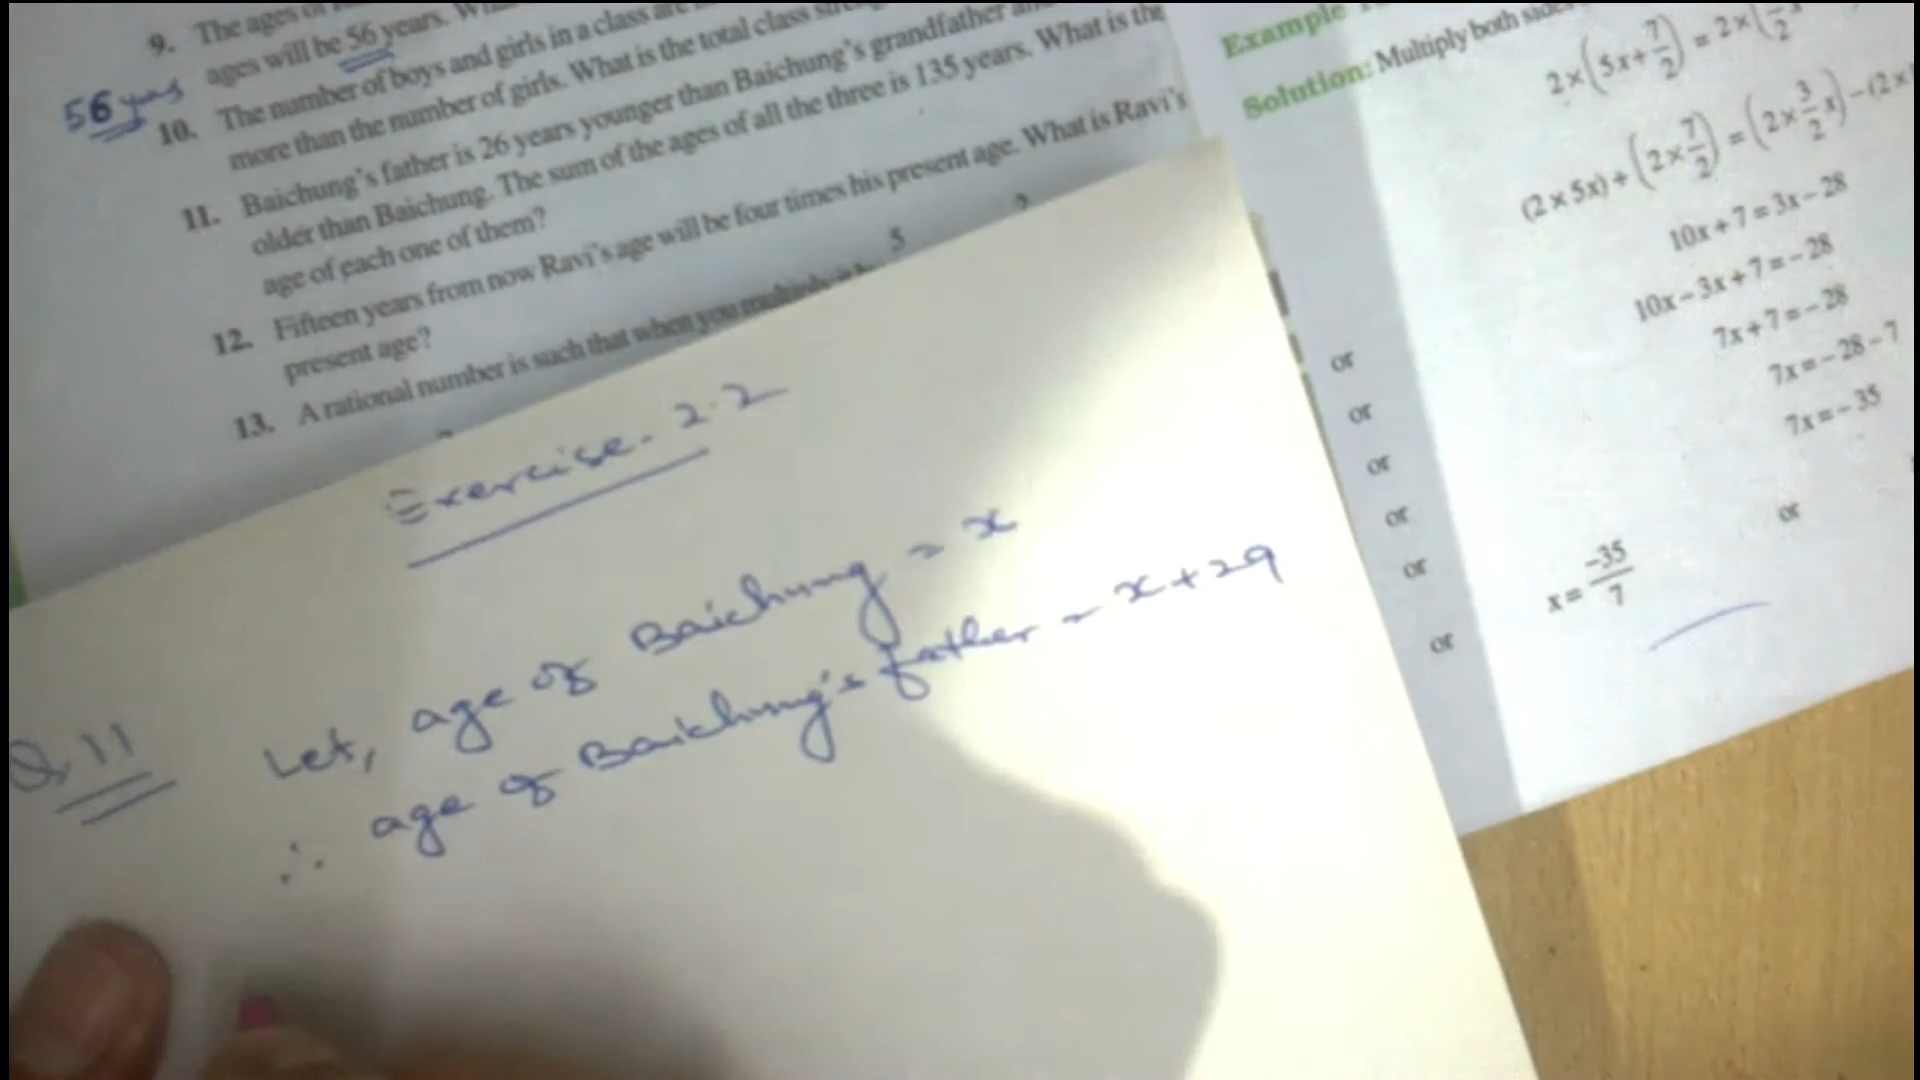 9. The ages of
ages will be 56 years.
56 years
10. The number of boys and girls in a class are
more than the number of girls. What is the total class
11. Baichung's father is 26 years younger than Baichung's grandfather
older than Baichung. The sum of the ages of all the three is 135 years. What is the
age of each one of them?
12. Fifteen years from now Ravi's age will be four times his present age. What is Ravi's
present age?
13. A rational number is such that when you multiply it by
5
Exercise - 2.2
Q. 11 Let, age of Baichung = x
∴ age of Baichung's father = x + 29
Example
Solution: Multiply both sides
2 × (5x + 7/2) = 2 ×
(2 × 5x) + (2 × 7/2) = (2 × 3/2 x) − (2 ×
10x + 7 = 3x − 28
or 10x − 3x + 7 = − 28
or 7x + 7 = − 28
or 7x = − 28 − 7
or 7x = − 35
or
or x = −35/7
or